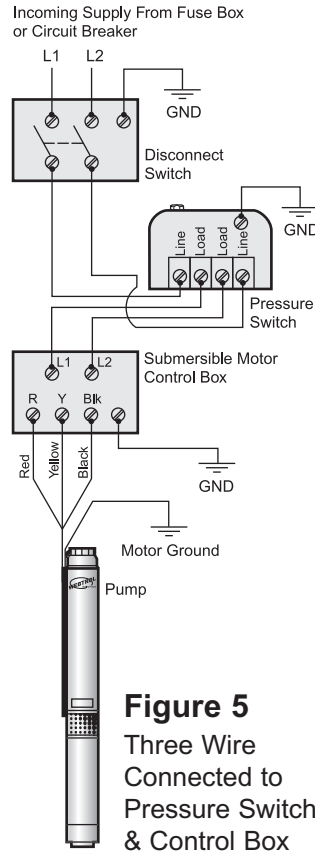 Incoming Supply From Fuse Box
or Circuit Breaker
L1 L2
GND
Disconnect
Switch
GND
Line Load Load Line
Pressure
Switch
L1 L2
Submersible Motor
Control Box
R Y Blk
Red Yellow Black
GND
Motor Ground
WEBTROL
Pump
Figure 5
Three Wire
Connected to
Pressure Switch
& Control Box